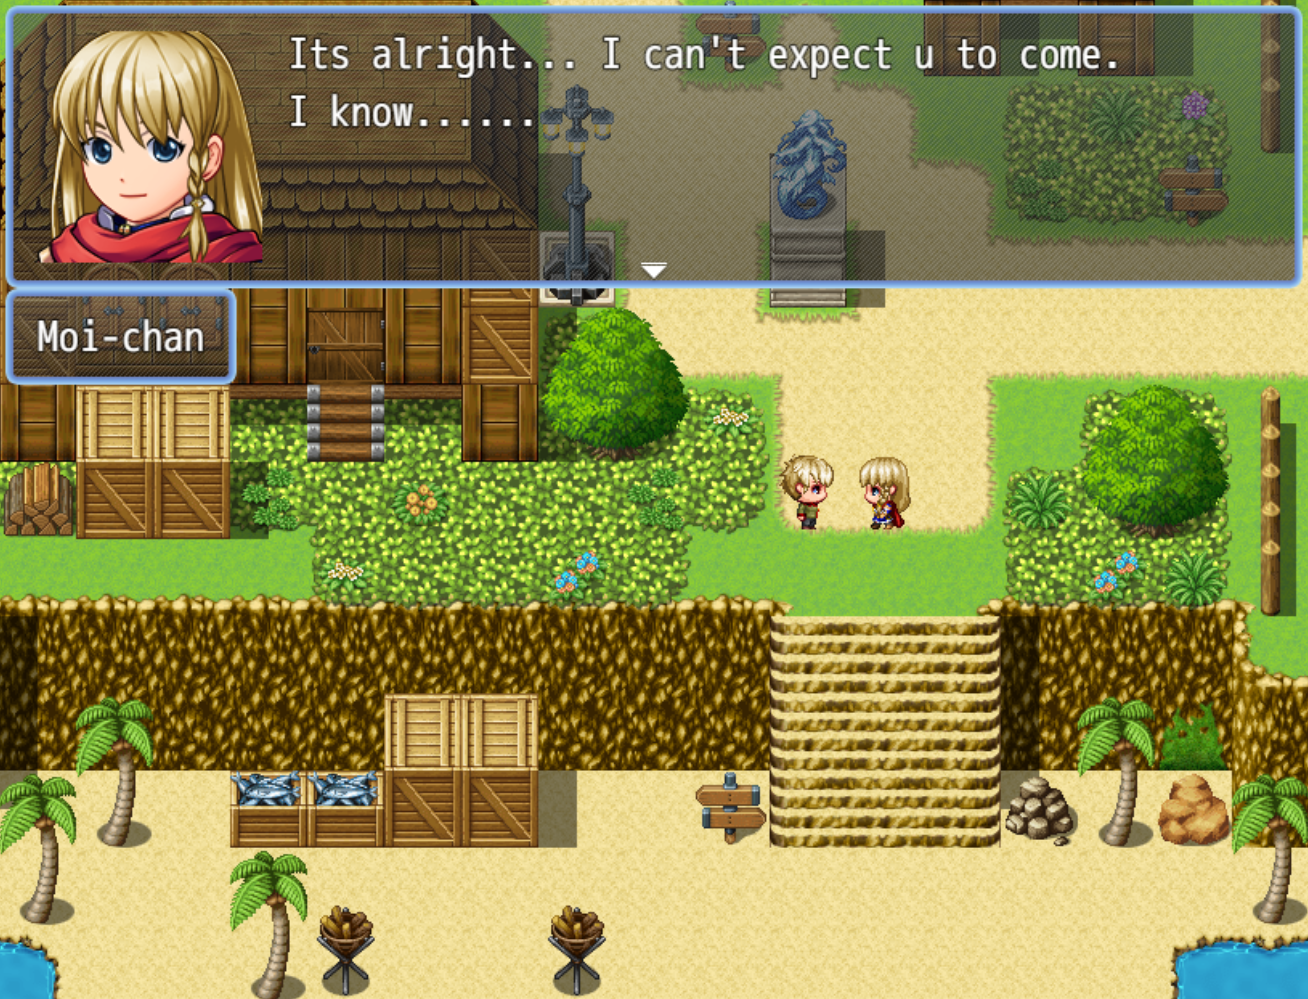 Its alright... I can't expect u to come.
I know......
Moi-chan